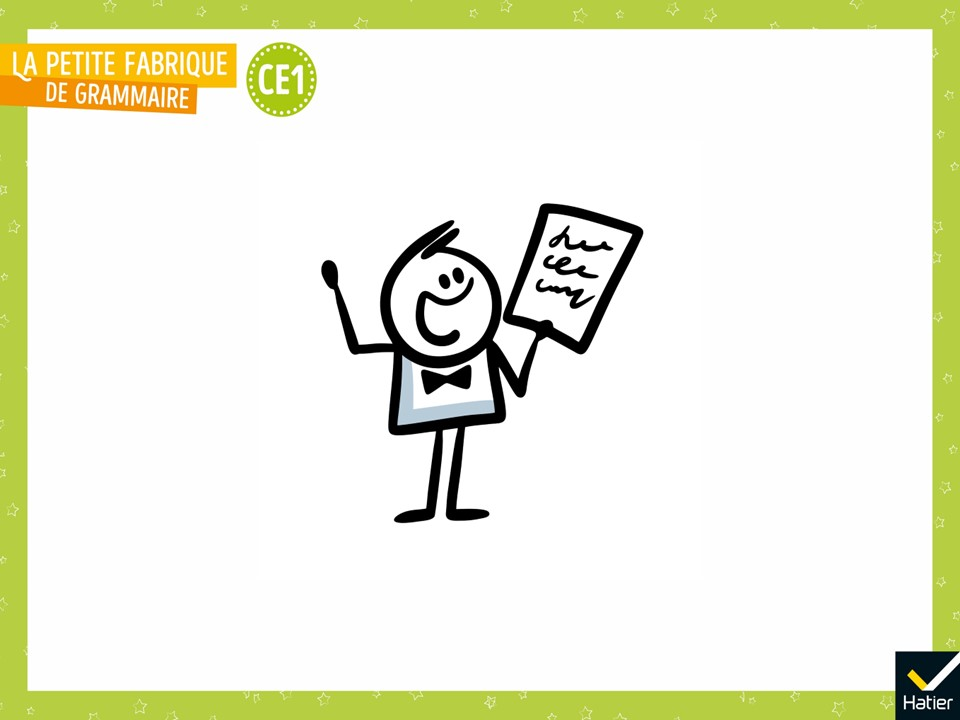 LA PETITE FABRIQUE
DE GRAMMAIRE
CE1
Hatier